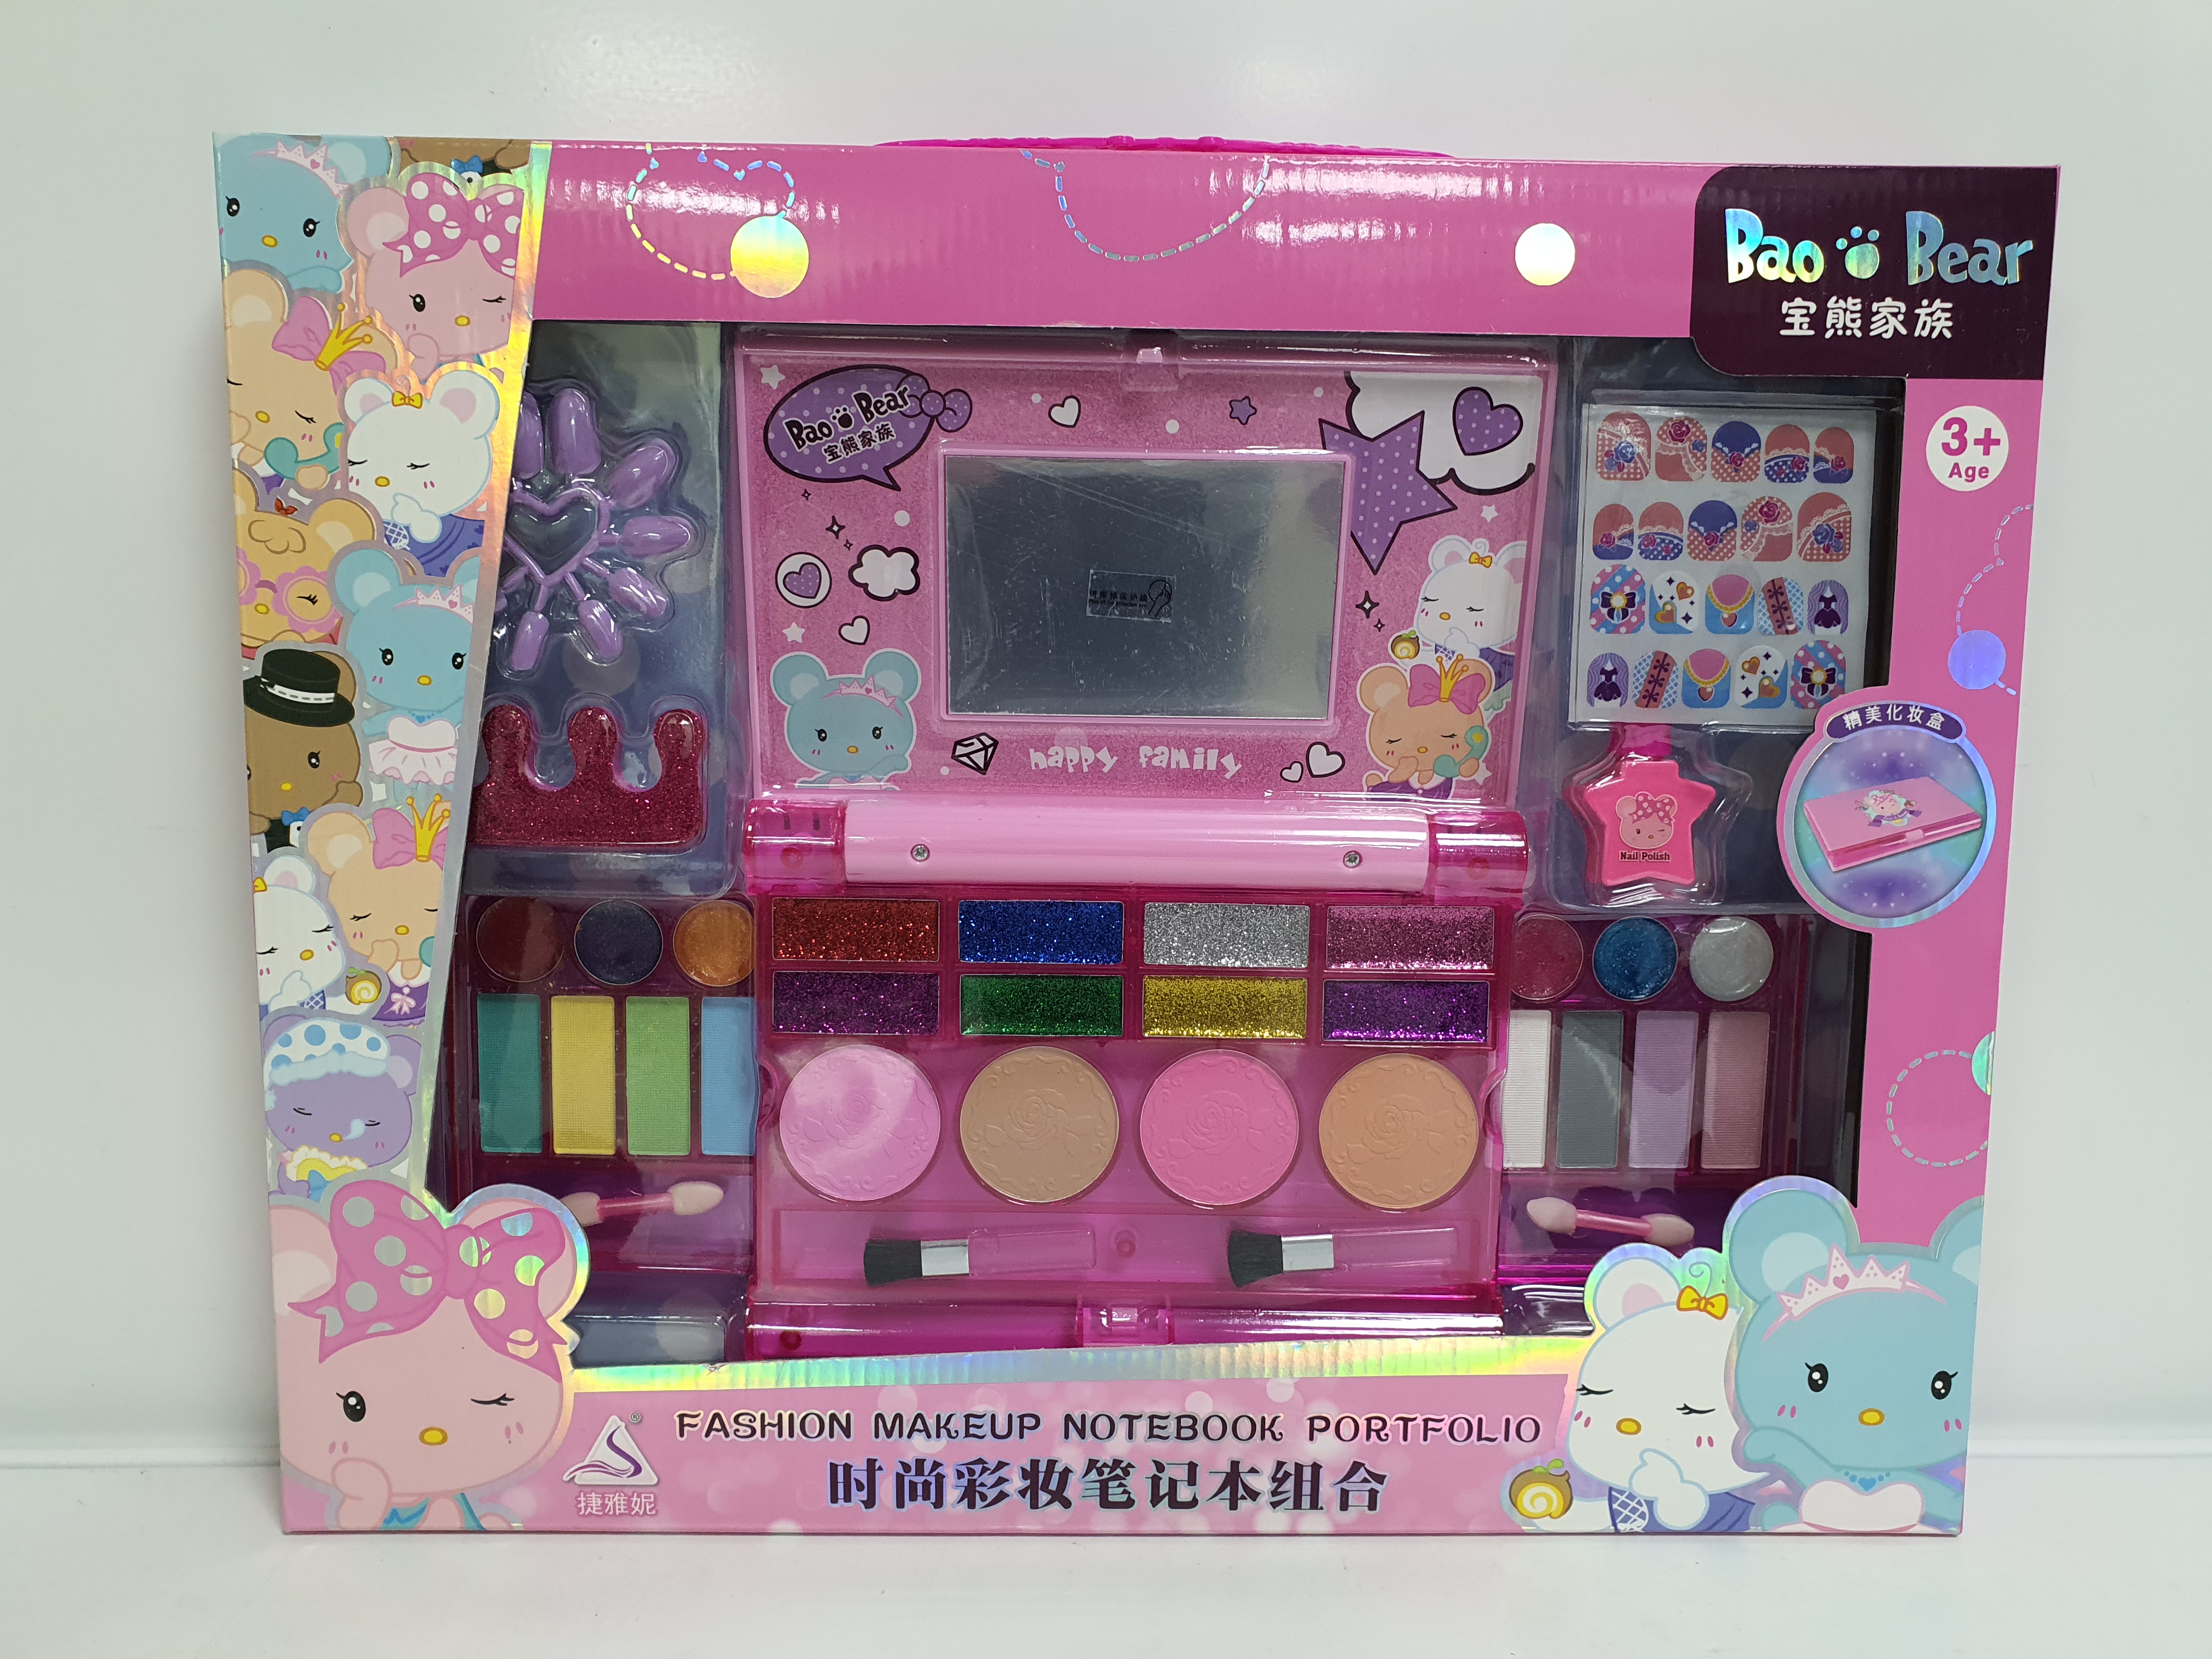 Bao Bear
宝熊家族
3+
Age
Bao Bear
宝熊家族
happy family
精美化妆盒
Nail Polish
®
捷雅妮
FASHION MAKEUP NOTEBOOK PORTFOLIO
时尚彩妆笔记本组合